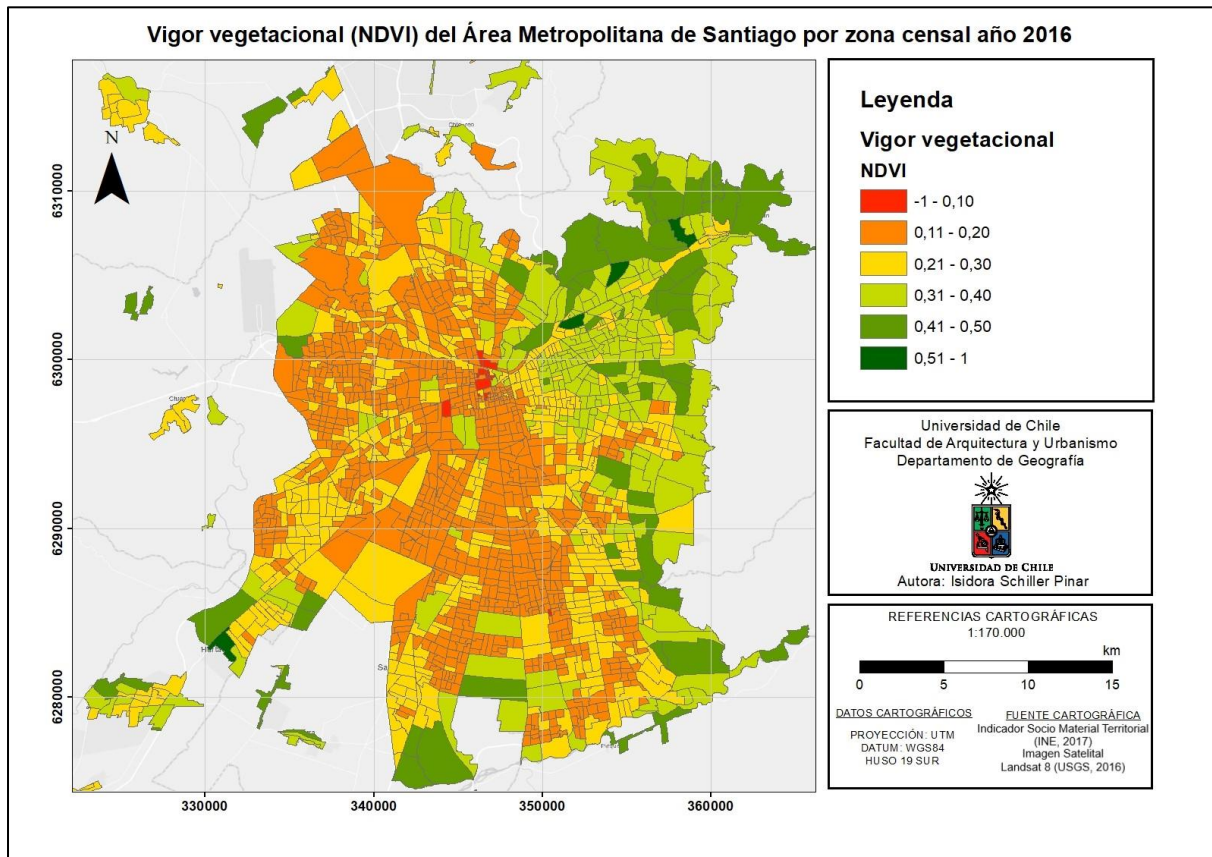 Vigor vegetacional (NDVI) del Área Metropolitana de Santiago por zona censal año 2016
N
6310000
6300000
6290000
6280000
330000
340000
350000
360000
Leyenda
Vigor vegetacional
NDVI
-1 - 0,10
0,11 - 0,20
0,21 - 0,30
0,31 - 0,40
0,41 - 0,50
0,51 - 1
Universidad de Chile
Facultad de Arquitectura y Urbanismo
Departamento de Geografía
UNIVERSIDAD DE CHILE
Autora: Isidora Schiller Pinar
REFERENCIAS CARTOGRÁFICAS
1:170.000
km
0 5 10 15
DATOS CARTOGRÁFICOS
PROYECCIÓN: UTM
DATUM: WGS84
HUSO 19 SUR
FUENTE CARTOGRÁFICA
Indicador Socio Material Territorial
(INE, 2017)
Imagen Satelital
Landsat 8 (USGS, 2016)